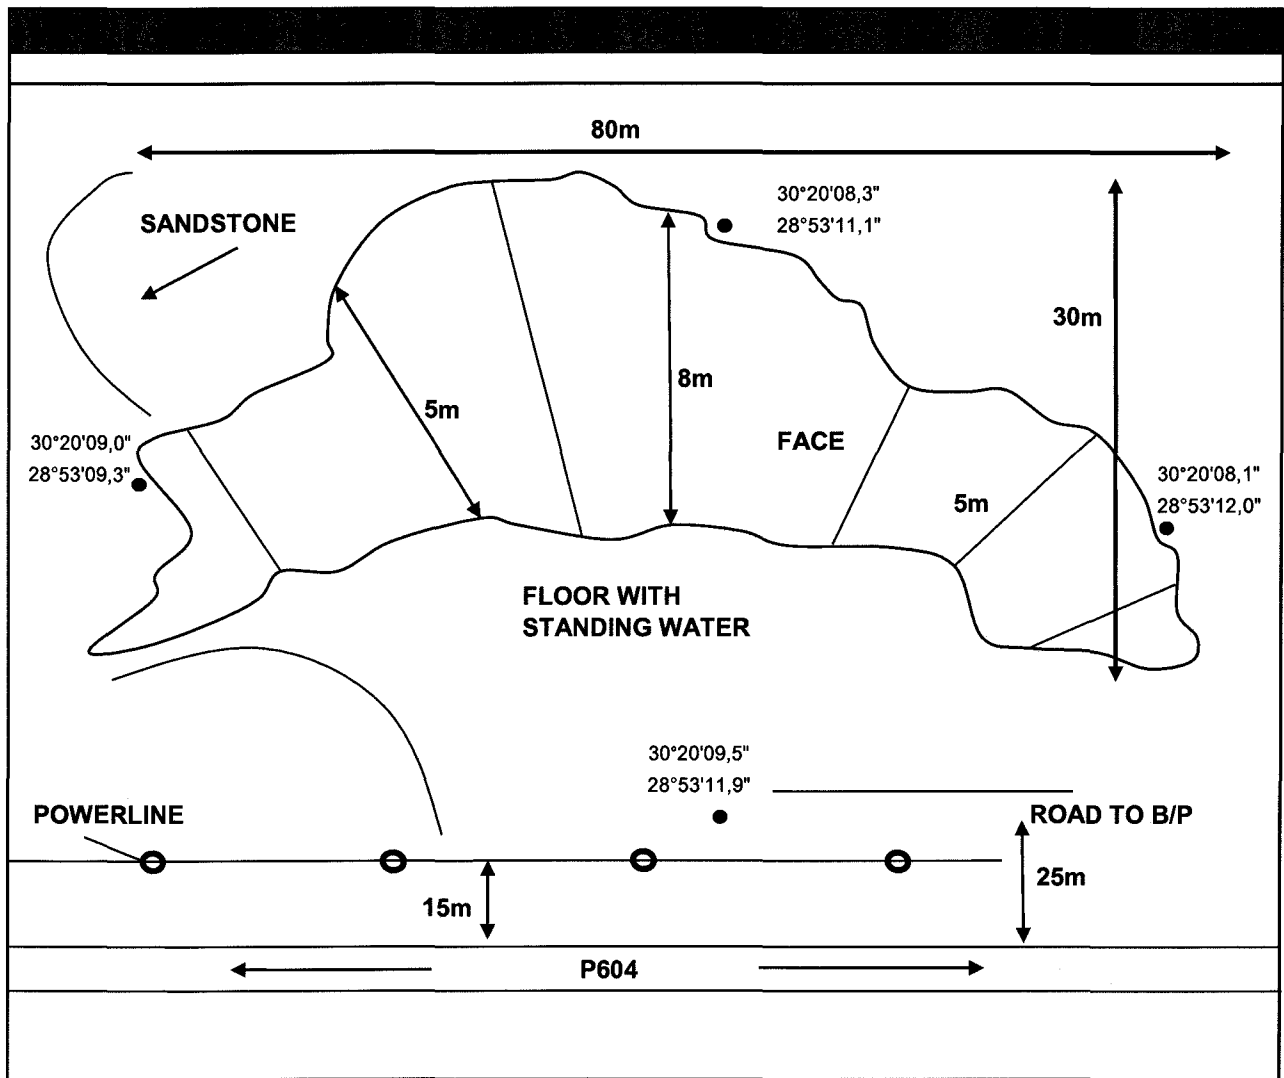 80m
30°20'08,3"
28°53'11,1"
SANDSTONE
30m
8m
5m
FACE
30°20'09,0"
28°53'09,3"
30°20'08,1"
28°53'12,0"
5m
FLOOR WITH
STANDING WATER
30°20'09,5"
28°53'11,9"
POWERLINE
ROAD TO B/P
25m
15m
P604